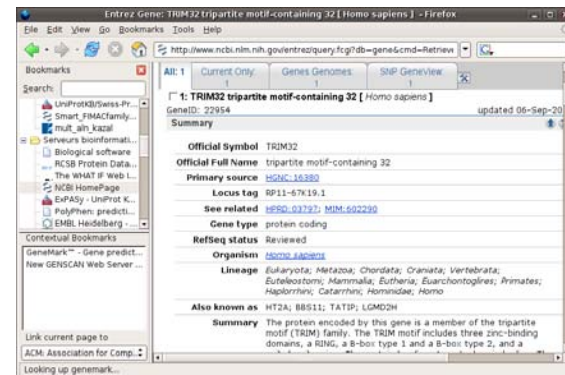 Entrez Gene: TRIM32 tripartite motif-containing 32 [ Homo sapiens ] - Firefox
File Edit View Go Bookmarks Tools Help
http://www.ncbi.nlm.nih.gov/entrez/query.fcgi?db=gene&cmd=Retriev
Bookmarks
Search:
UniProtKB/Swiss-Pr...
Smart_FIMACfamily...
mult_aln_kazal
Serveurs bioinformati...
Biological software
RCSB Protein Data...
The WHAT IF Web I...
NCBI HomePage
ExPASy - UniProt K...
PolyPhen: predicti...
EMBL Heidelberg - ...
Contextual Bookmarks
GeneMark™ - Gene predict...
New GENSCAN Web Server ...
Link current page to
ACM: Association for Comp...
Looking up genemark...
All: 1 Current Only: 1 Genes Genomes: 1 SNP GeneView: 1
1: TRIM32 tripartite motif-containing 32 [ Homo sapiens ]
GeneID: 22954 updated 06-Sep-20
Summary
Official Symbol TRIM32
Official Full Name tripartite motif-containing 32
Primary source HGNC:16380
Locus tag RP11-67K19.1
See related HPRD:03797; MIM:602290
Gene type protein coding
RefSeq status Reviewed
Organism Homo sapiens
Lineage Eukaryota; Metazoa; Chordata; Craniata; Vertebrata;
Euteleostomi; Mammalia; Eutheria; Euarchontoglires; Primates;
Haplorrhini; Catarrhini; Hominidae; Homo
Also known as HT2A; BBS11; TATIP; LGMD2H
Summary The protein encoded by this gene is a member of the tripartite
motif (TRIM) family. The TRIM motif includes three zinc-binding
domains, a RING, a B-box type 1 and a B-box type 2, and a